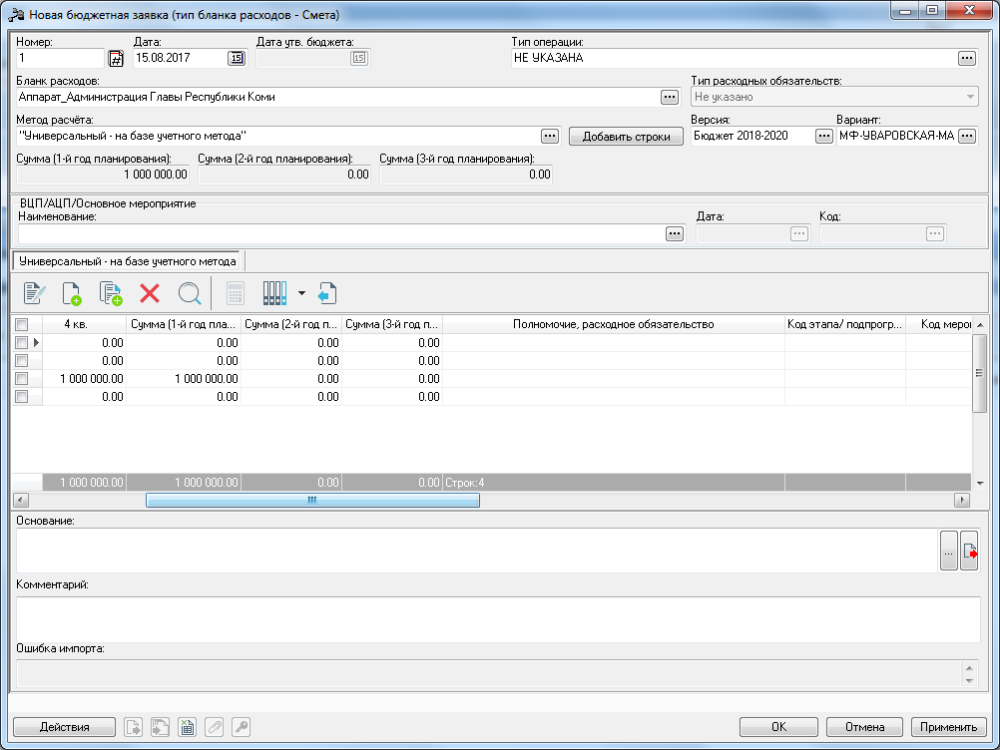 Новая бюджетная заявка (тип бланка расходов - Смета)
Номер: Дата: Дата утв. бюджета: Тип операции:
1 15.08.2017 15 15 НЕ УКАЗАНА
Бланк расходов: Тип расходных обязательств:
Аппарат_Администрация Главы Республики Коми Не указано
Метод расчёта: Версия: Вариант:
"Универсальный - на базе учетного метода" Добавить строки Бюджет 2018-2020 МФ-УВАРОВСКАЯ-МА
Сумма (1-й год планирования): Сумма (2-й год планирования): Сумма (3-й год планирования):
1 000 000.00 0.00 0.00
ВЦП/АЦП/Основное мероприятие
Наименование: Дата: Код:
Универсальный - на базе учетного метода
4 кв. Сумма (1-й год пла... Сумма (2-й год п... Сумма (3-й год п... Полномочие, расходное обязательство Код этапа/ подпрогр... Код меро
0.00 0.00 0.00 0.00
0.00 0.00 0.00 0.00
1 000 000.00 1 000 000.00 0.00 0.00
0.00 0.00 0.00 0.00
1 000 000.00 1 000 000.00 0.00 0.00 Строк:4
Основание:
Комментарий:
Ошибка импорта:
Действия OK Отмена Применить